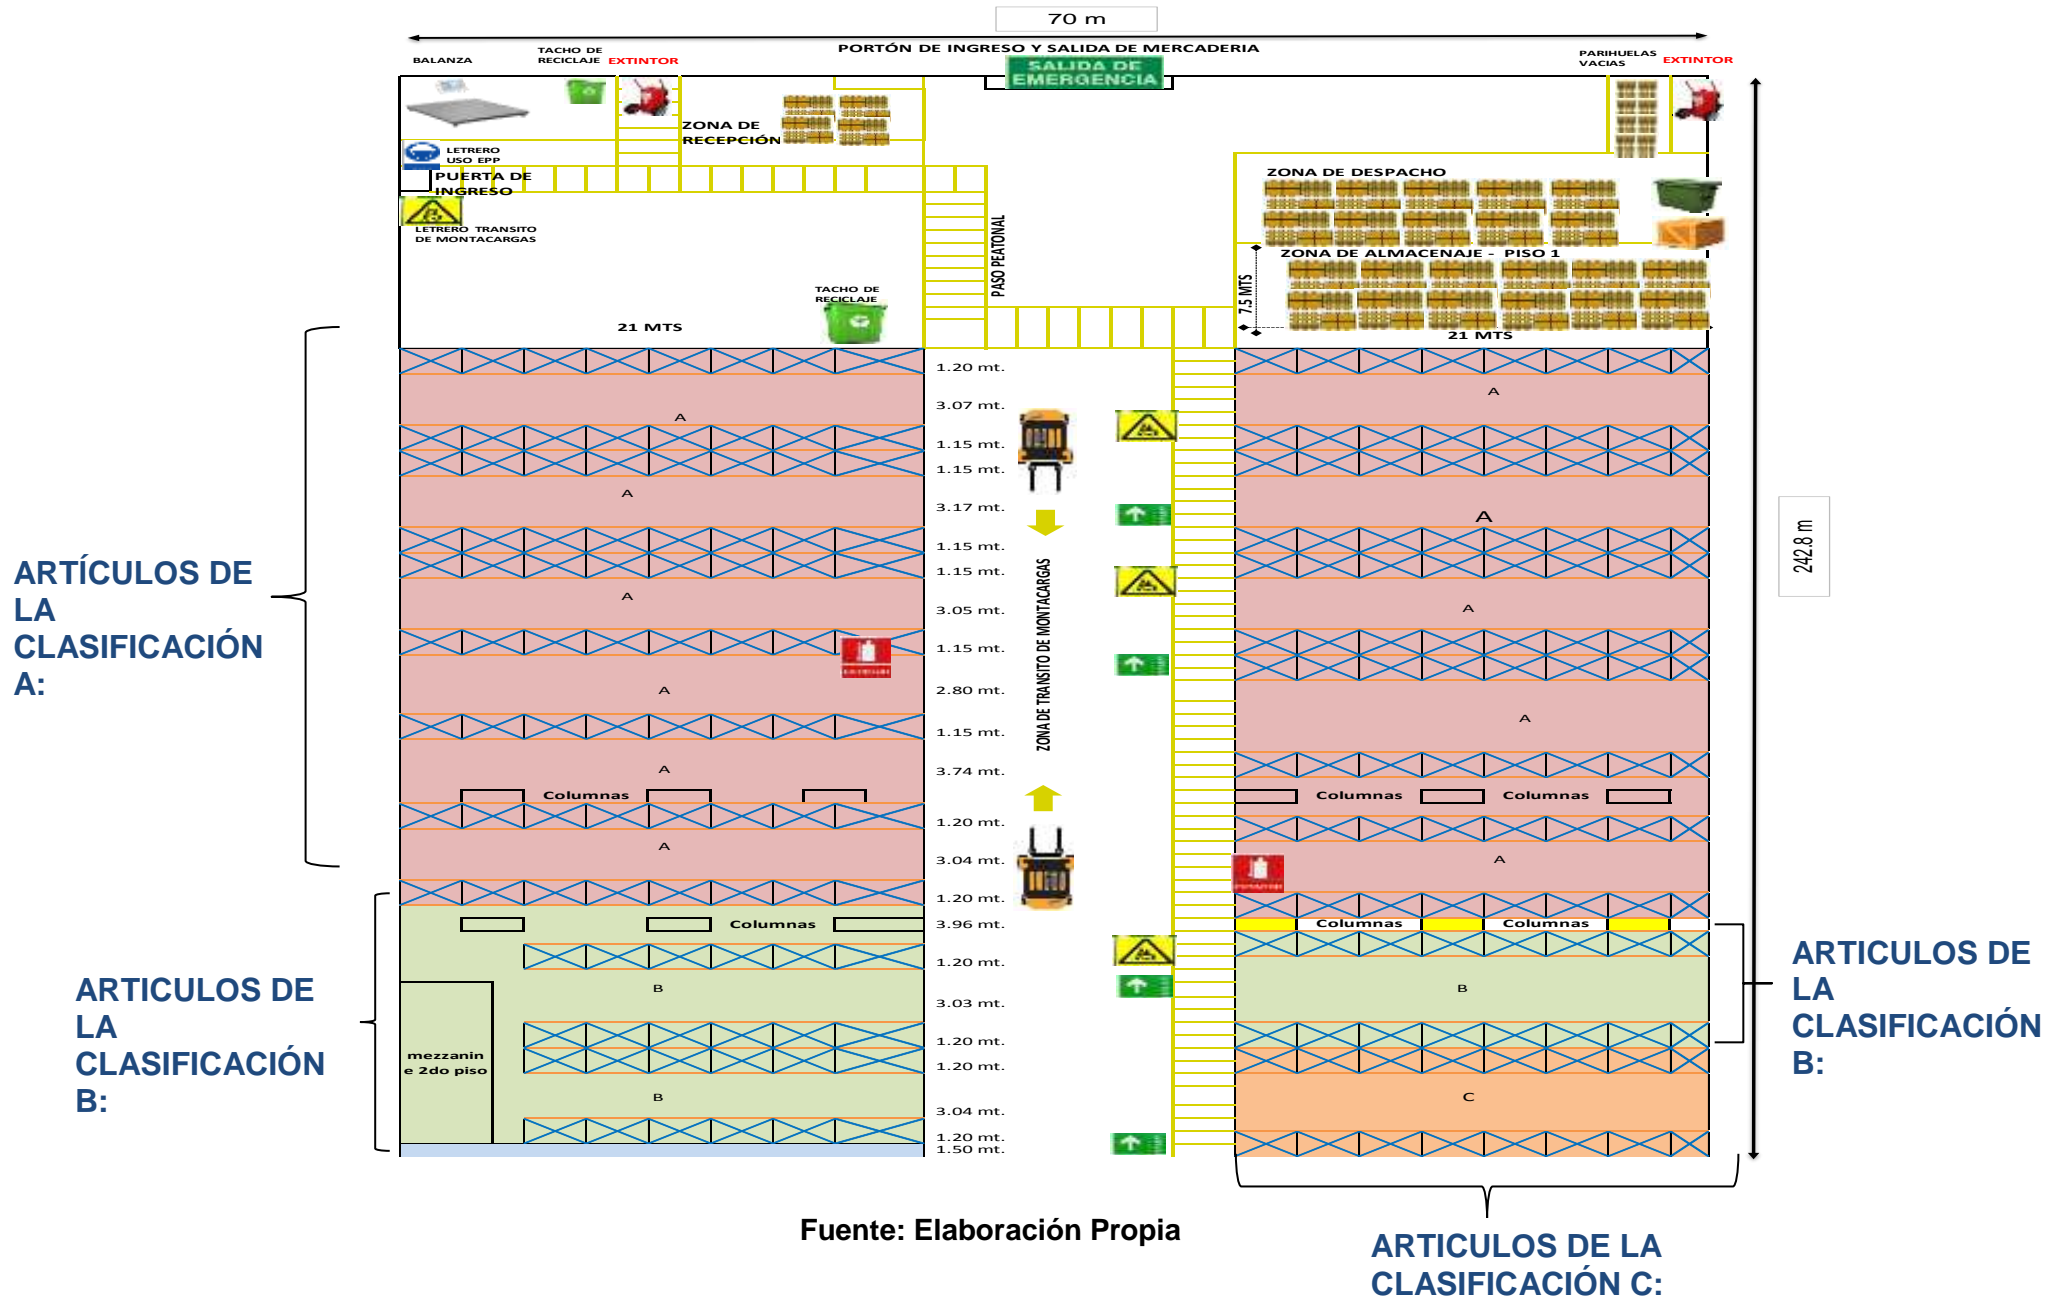 70 m
PORTÓN DE INGRESO Y SALIDA DE MERCADERIA
BALANZA
TACHO DE
RECICLAJE
EXTINTOR
SALIDA DE
EMERGENCIA
PARIHUELAS
VACIAS
EXTINTOR
ZONA DE
RECEPCIÓN
LETRERO
USO EPP
PUERTA DE
INGRESO
LETRERO TRANSITO
DE MONTACARGAS
PASO PEATONAL
ZONA DE DESPACHO
ZONA DE ALMACENAJE - PISO 1
7.5 MTS
21 MTS
TACHO DE
RECICLAJE
21 MTS
242.8 m
1.20 mt.
3.07 mt.
1.15 mt.
1.15 mt.
3.17 mt.
1.15 mt.
1.15 mt.
3.05 mt.
1.15 mt.
2.80 mt.
1.15 mt.
3.74 mt.
1.20 mt.
3.04 mt.
1.20 mt.
3.96 mt.
1.20 mt.
3.03 mt.
1.20 mt.
1.20 mt.
3.04 mt.
1.20 mt.
1.50 mt.
ZONA DE TRANSITO DE MONTACARGAS
A
A
A
A
A
Columnas
A
Columnas
B
mezzanin
e 2do piso
B
A
A
A
A
Columnas
Columnas
A
Columnas
Columnas
B
C
ARTÍCULOS DE
LA
CLASIFICACIÓN
A:
ARTICULOS DE
LA
CLASIFICACIÓN
B:
ARTICULOS DE
LA
CLASIFICACIÓN
B:
Fuente: Elaboración Propia
ARTICULOS DE LA
CLASIFICACIÓN C: